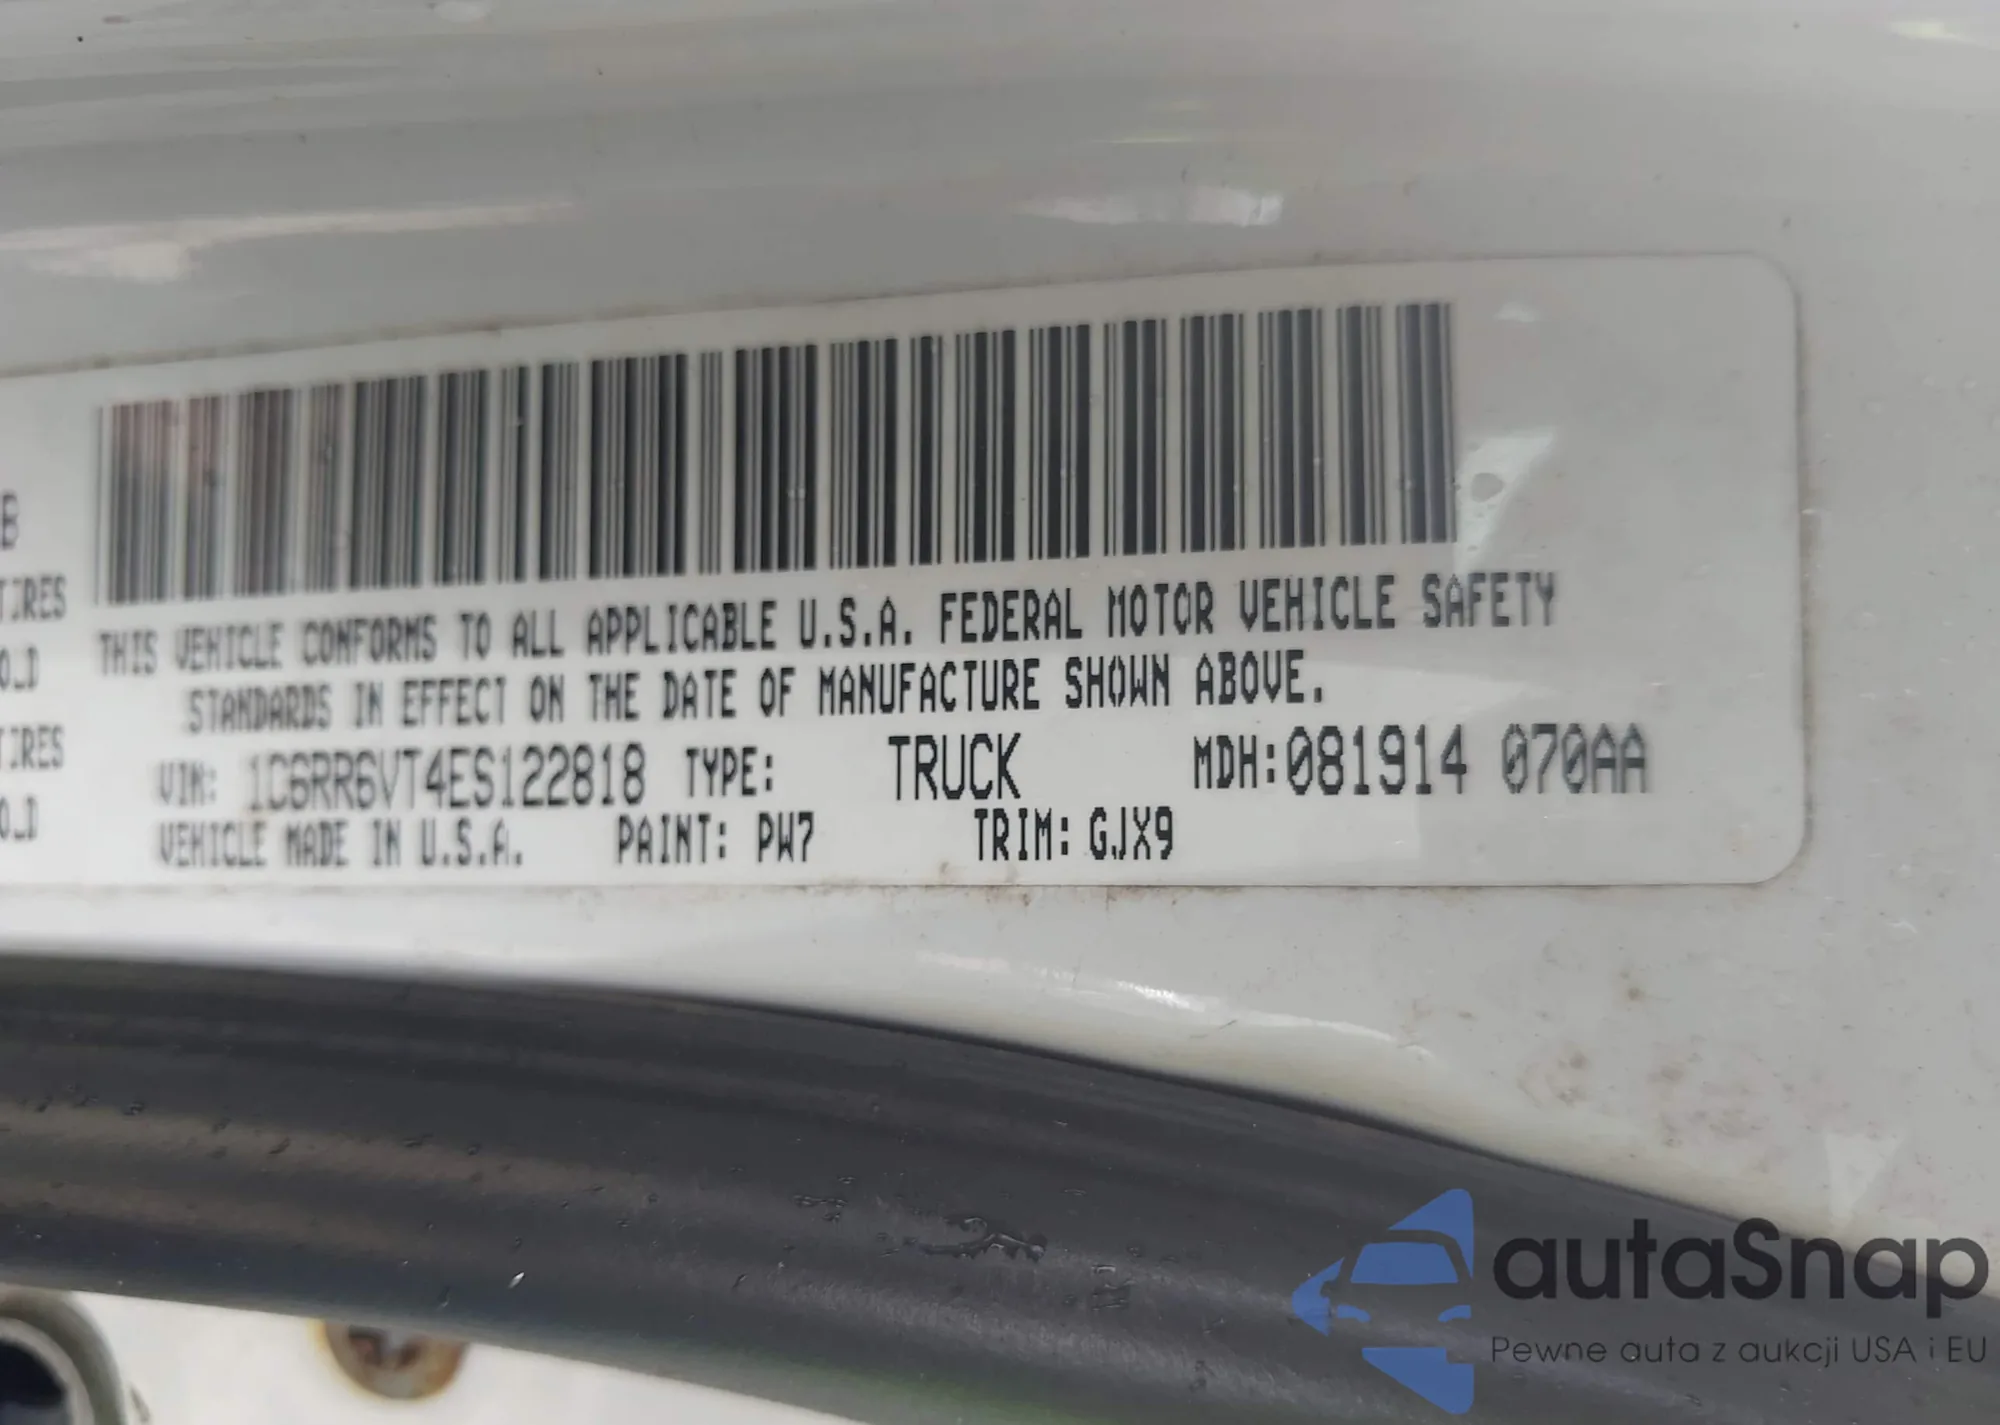 B
TIRES
TIRES
THIS VEHICLE CONFORMS TO ALL APPLICABLE U.S.A. FEDERAL MOTOR VEHICLE SAFETY
STANDARDS IN EFFECT ON THE DATE OF MANUFACTURE SHOWN ABOVE.
VIN: 1C6RR6VT4ES122818 TYPE: TRUCK MDH:081914 070AA
VEHICLE MADE IN U.S.A. PAINT: PW7 TRIM: GJX9
autaSnap
Pewne auta z aukcji USA i EU